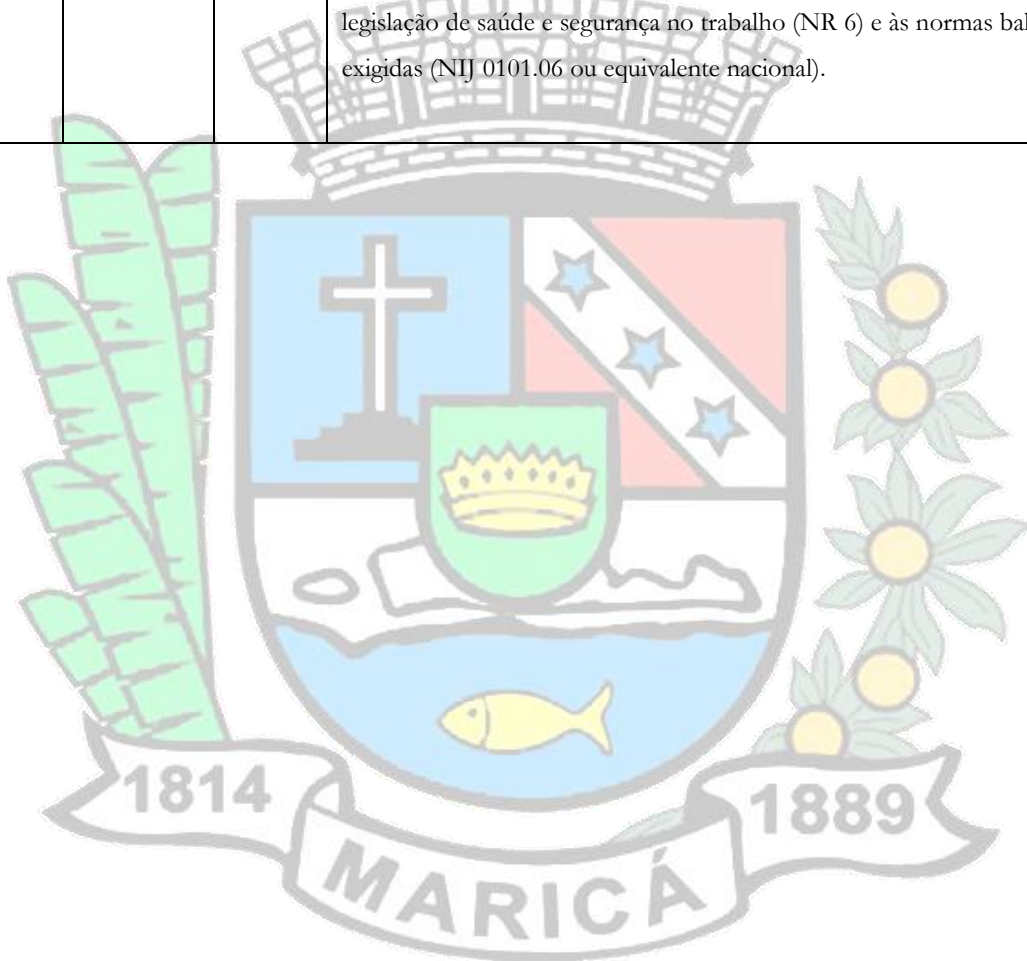 legislação de saúde e segurança no trabalho (NR 6) e às normas
exigidas (NIJ 0101.06 ou equivalente nacional).
1814
1889
MARICÁ